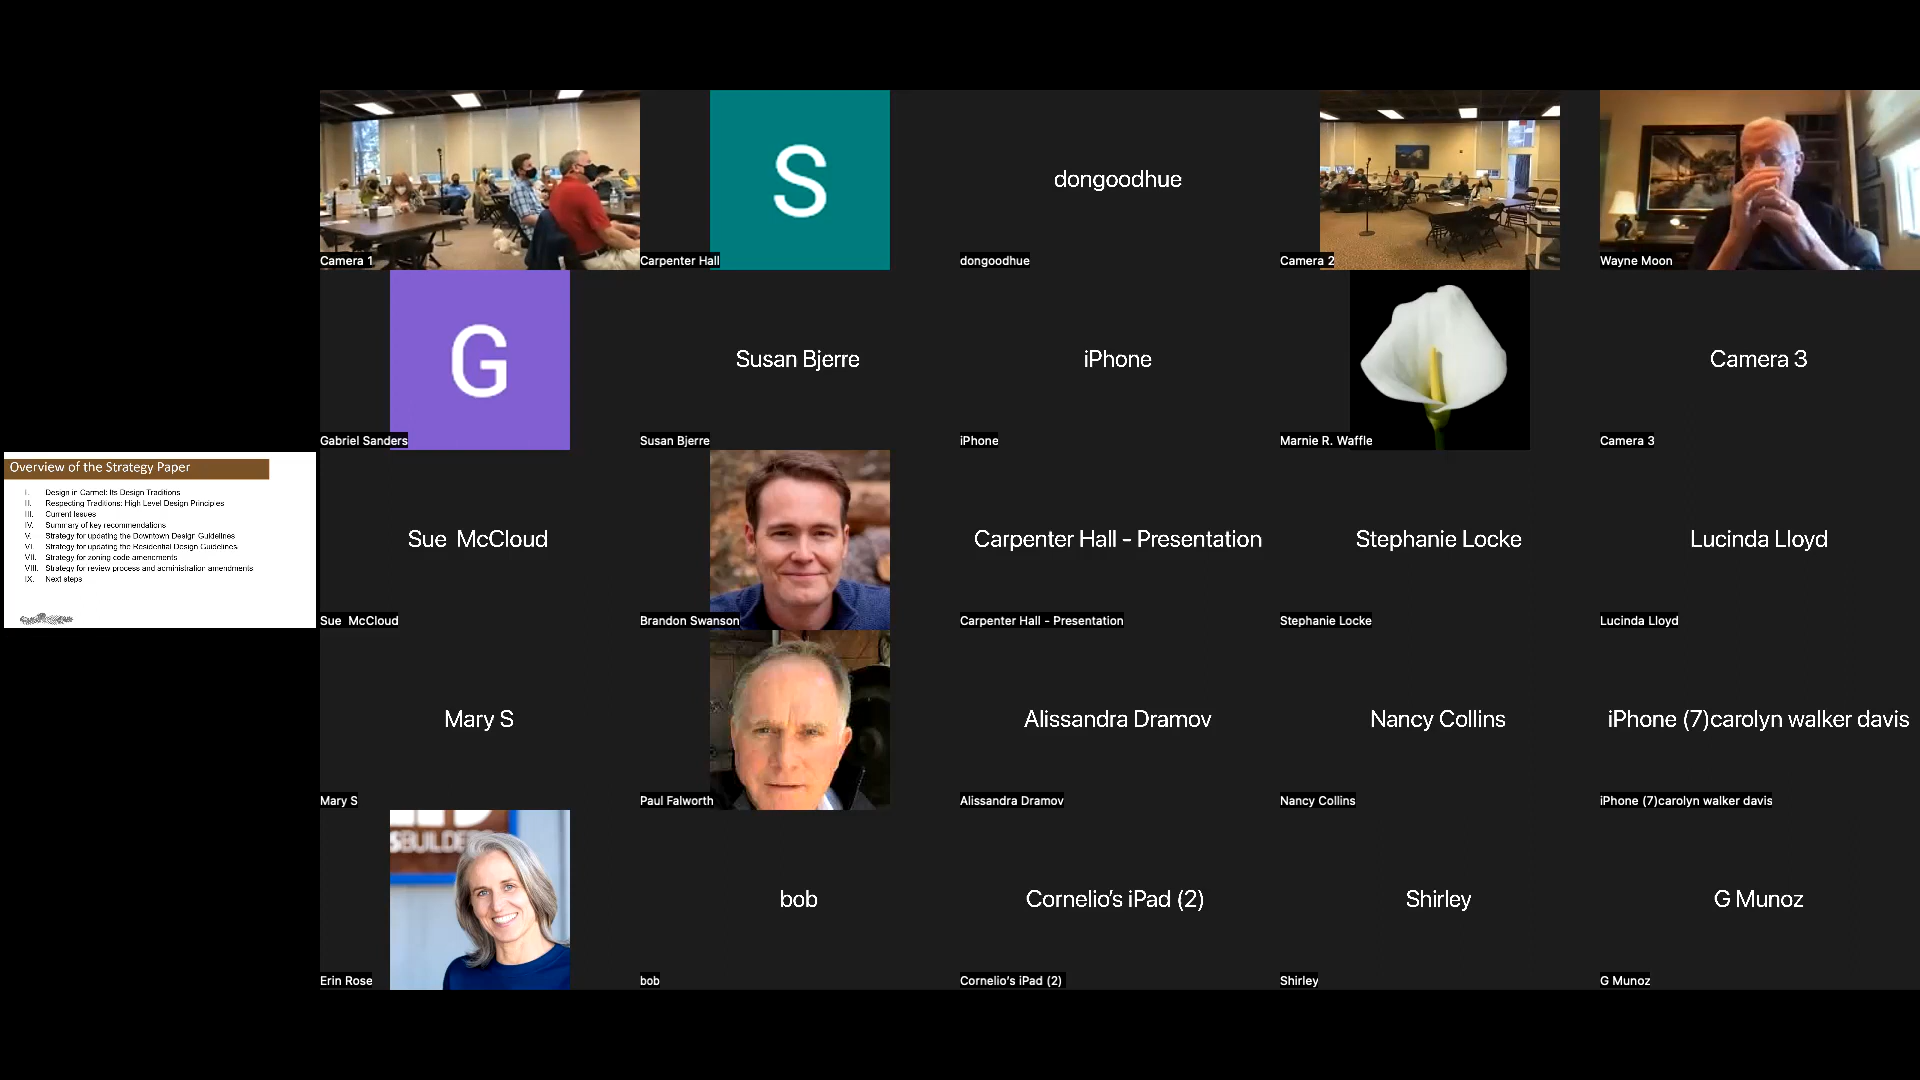 S
dongoodhue
Camera 1
Carpenter Hall
dongoodhue
Camera 2
Wayne Moon
G
Susan Bjerre
iPhone
Camera 3
Gabriel Sanders
Susan Bjerre
iPhone
Marnie R. Waffle
Camera 3
Overview of the Strategy Paper
I. Design in Carmel: Its Design Traditions
II. Respecting Traditions: High Level Design Principles
III. Current Issues
IV. Summary of key recommendations
V. Strategy for updating the Downtown Design Guidelines
VI. Strategy for updating the Residential Design Guidelines
VII. Strategy for zoning code amendments
VIII. Strategy for review process and administration amendments
IX. Next steps
Sue McCloud
Carpenter Hall - Presentation
Stephanie Locke
Lucinda Lloyd
Sue McCloud
Brandon Swanson
Carpenter Hall - Presentation
Stephanie Locke
Lucinda Lloyd
Mary S
Alissandra Dramov
Nancy Collins
iPhone (7)carolyn walker davis
Mary S
Paul Falworth
Alissandra Dramov
Nancy Collins
iPhone (7)carolyn walker davis
SBUILDER
bob
Cornelio's iPad (2)
Shirley
G Munoz
Erin Rose
bob
Cornelio's iPad (2)
Shirley
G Munoz